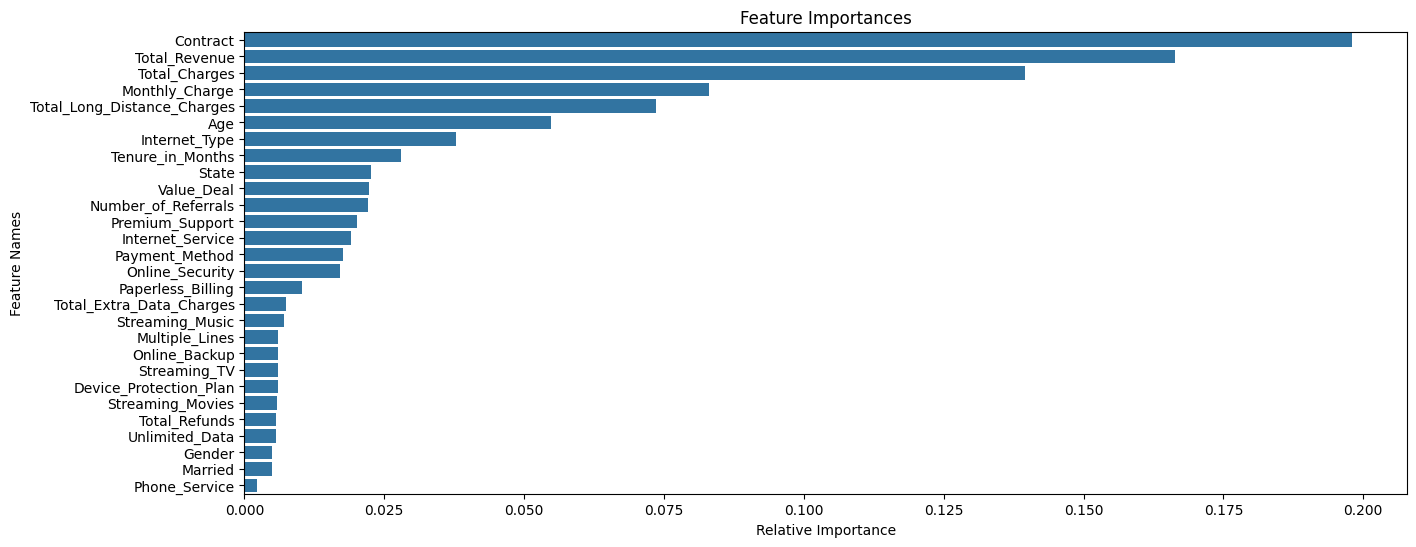 Feature Importances
Feature Names
Contract
Total_Revenue
Total_Charges
Monthly_Charge
Total_Long_Distance_Charges
Age
Internet_Type
Tenure_in_Months
State
Value_Deal
Number_of_Referrals
Premium_Support
Internet_Service
Payment_Method
Online_Security
Paperless_Billing
Total_Extra_Data_Charges
Streaming_Music
Multiple_Lines
Online_Backup
Streaming_TV
Device_Protection_Plan
Streaming_Movies
Total_Refunds
Unlimited_Data
Gender
Married
Phone_Service
0.000 0.025 0.050 0.075 0.100 0.125 0.150 0.175 0.200
Relative Importance